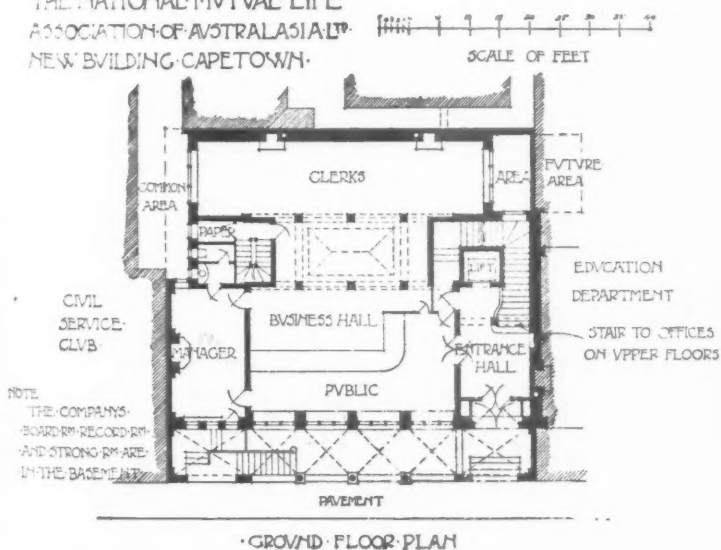 THE NATIONAL MVTVAL LIFE
ASSOCIATION·OF·AVSTRALASIA·LTD·
NEW BVILDING·CAPETOWN·
SCALE OF FEET
CLERKS
COMMON
AREA
AREA
FVTVRE
AREA
PAPER
LIFT
EDVCATION
DEPARTMENT
CIVIL
SERVICE·
CLVB·
BVSINESS HALL
MANAGER
ENTRANCE
HALL
STAIR TO OFFICES
ON VPPER FLOORS
PVBLIC
NOTE
THE·COMPANYS·
·BOARD·RM·RECORD·RM·
·AND·STRONG·RM·ARE·
IN·THE·BASEMENT·
PAVEMENT
·GROVND·FLOOR·PLAN